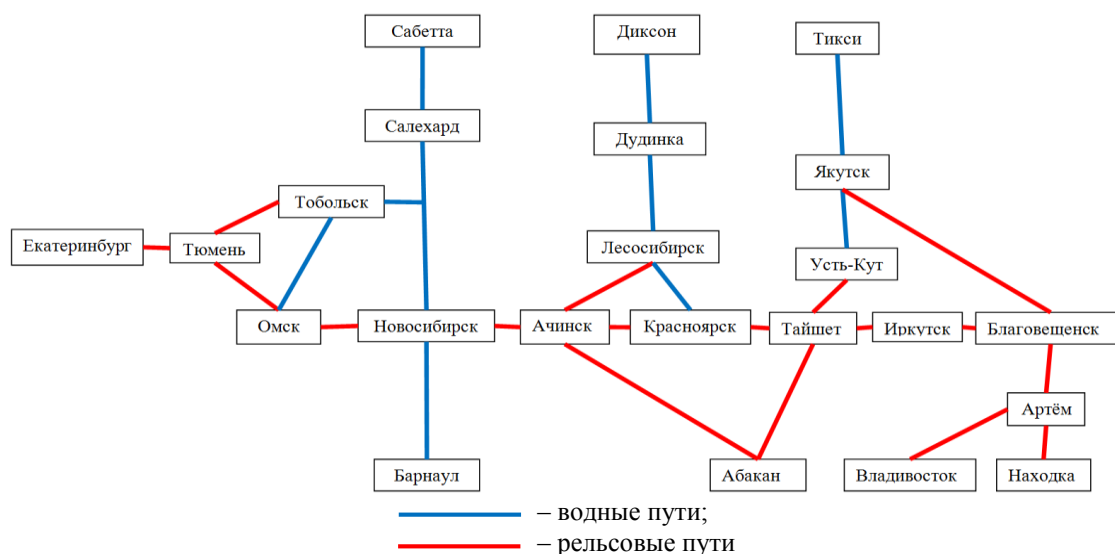 Сабетта
Диксон
Тикси
Салехард
Дудинка
Якутск
Тобольск
Екатеринбург
Тюмень
Лесосибирск
Усть-Кут
Омск
Новосибирск
Ачинск
Красноярск
Тайшет
Иркутск
Благовещенск
Артём
Барнаул
Абакан
Владивосток
Находка
– водные пути;
– рельсовые пути